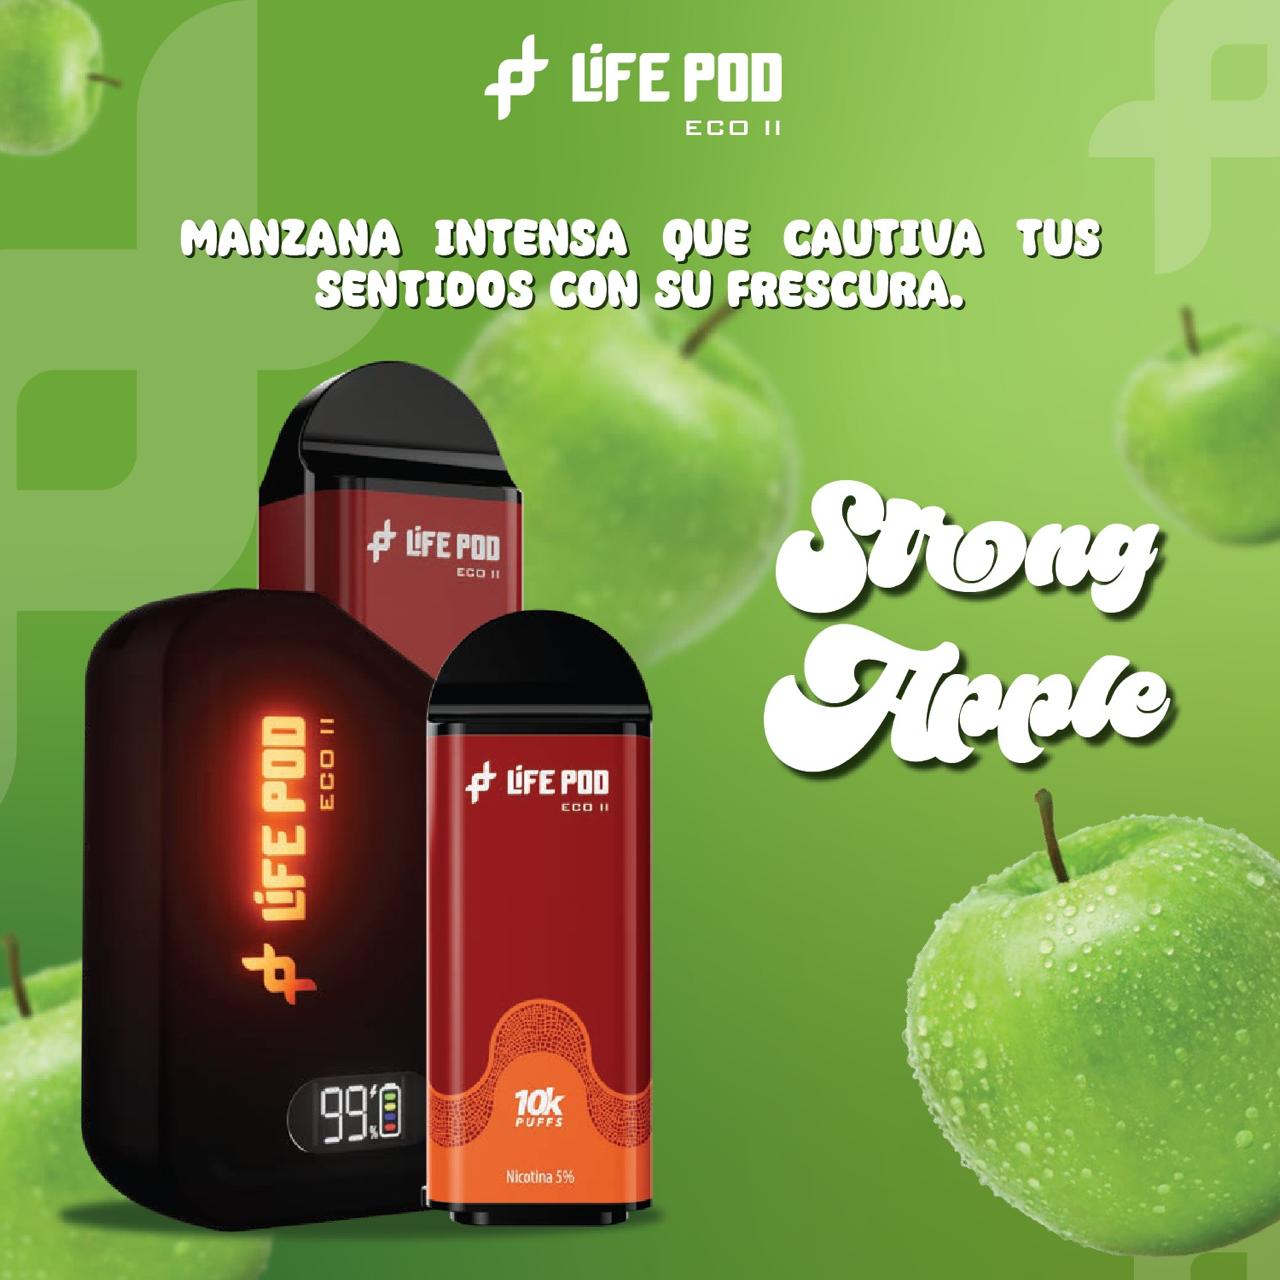 LiFE POD
ECO II
MANZANA INTENSA QUE CAUTIVA TUS
SENTIDOS CON SU FRESCURA.
LiFE POD
ECO II
Strong
Apple
LiFE POD
ECO II
LiFE POD
ECO II
99%
10k
PUFFS
Nicotina 5%